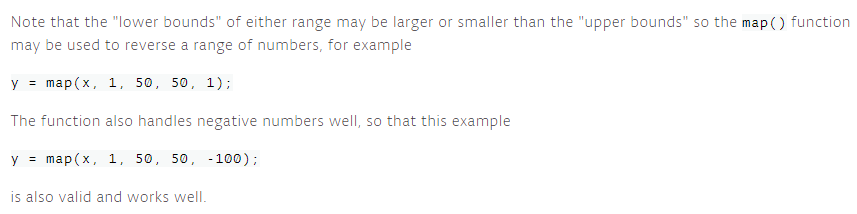 Note that the "lower bounds" of either range may be larger or smaller than the "upper bounds" so the map() function
may be used to reverse a range of numbers, for example
y = map(x, 1, 50, 50, 1);
The function also handles negative numbers well, so that this example
y = map(x, 1, 50, 50, -100);
is also valid and works well.